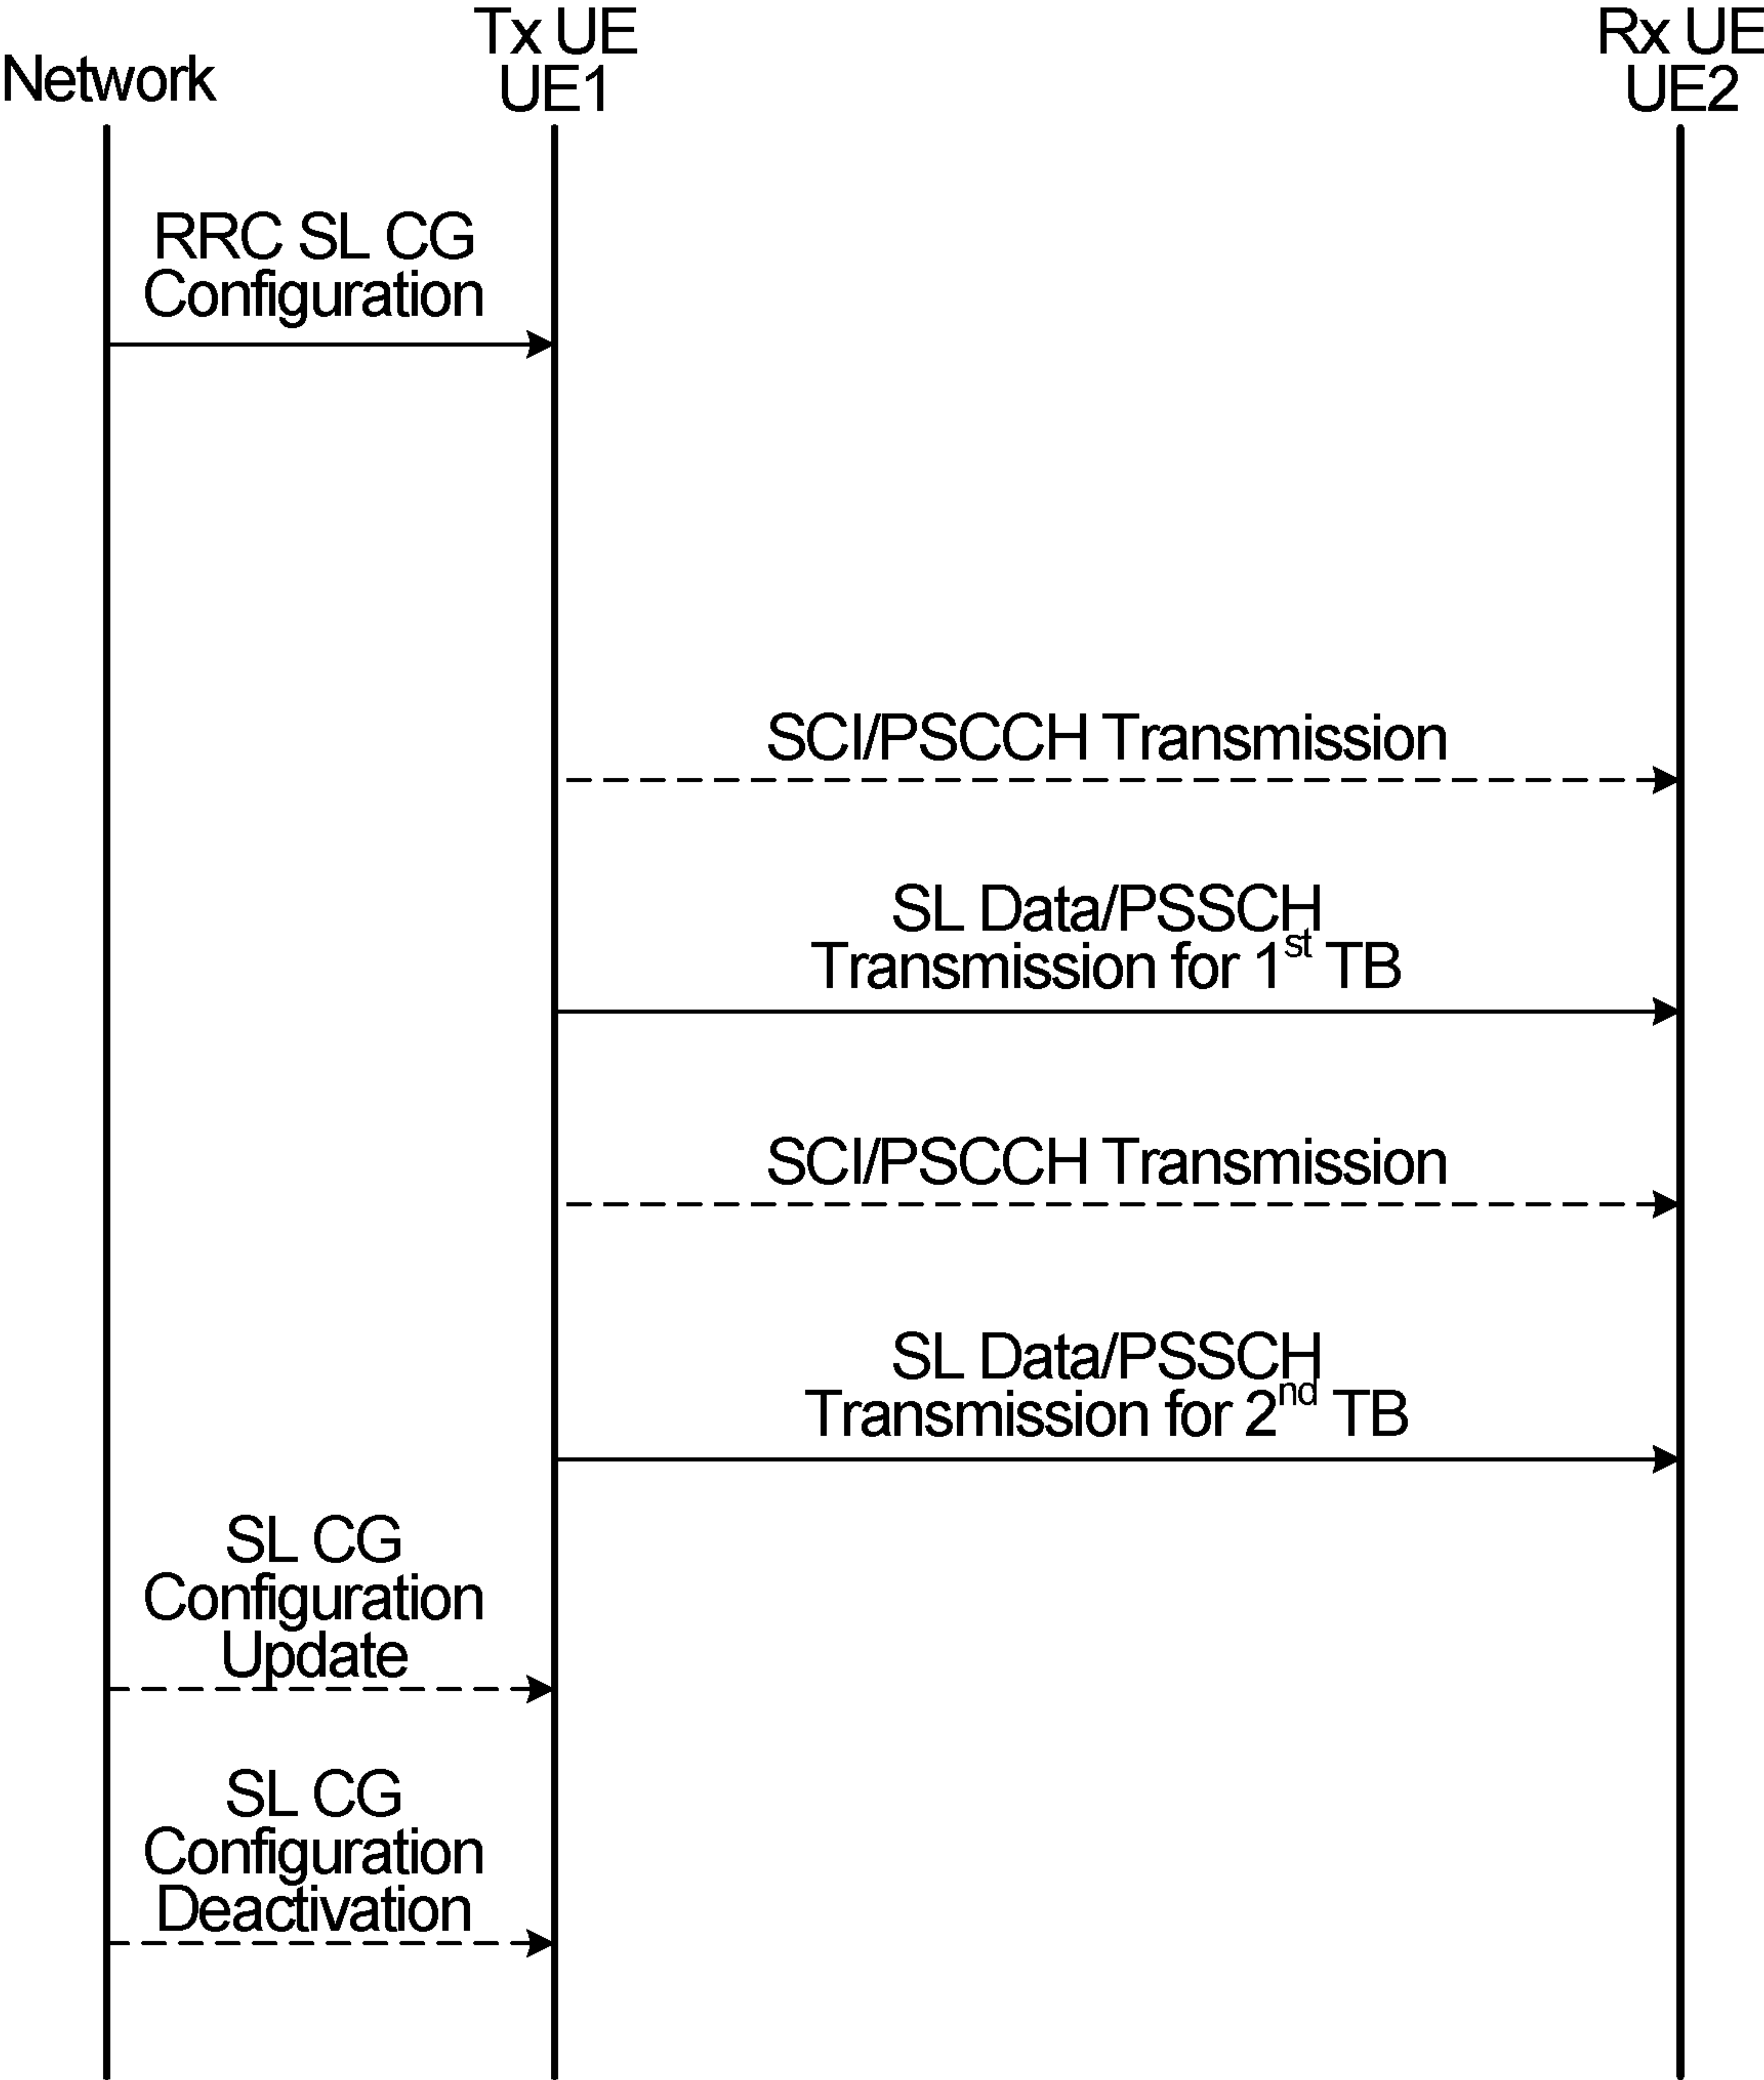 Network
Tx UE
UE1
Rx UE
UE2
RRC SL CG
Configuration
SCI/PSCCH Transmission
SL Data/PSSCH
Transmission for 1st TB
SCI/PSCCH Transmission
SL Data/PSSCH
Transmission for 2nd TB
SL CG
Configuration
Update
SL CG
Configuration
Deactivation